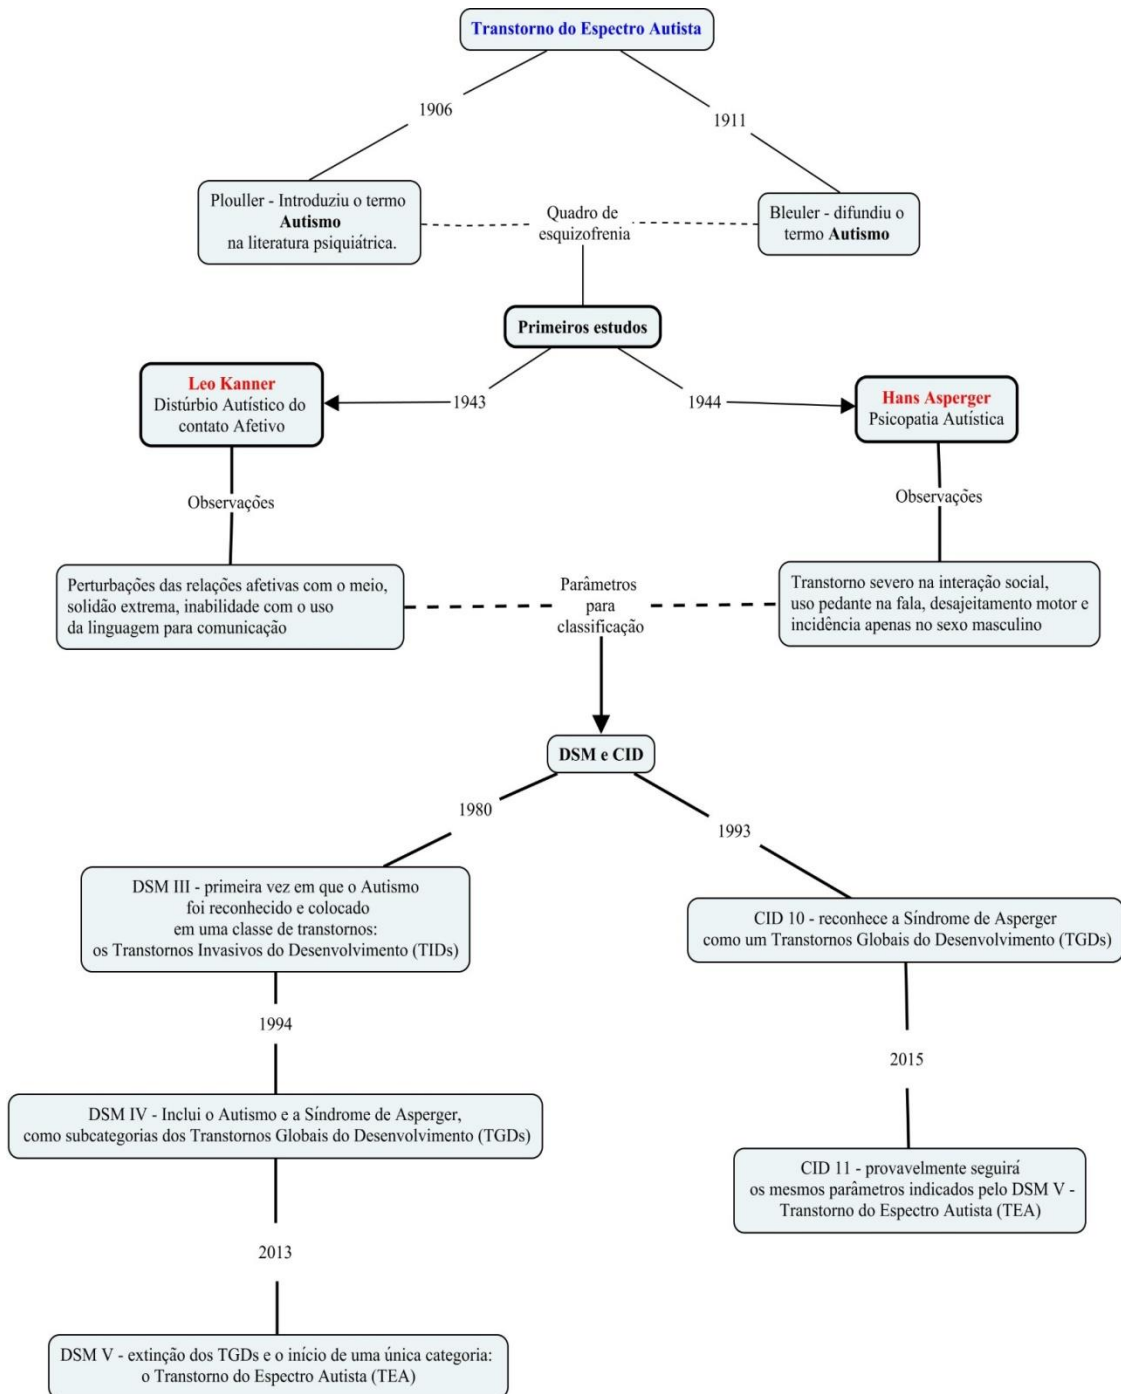 Transtorno do Espectro Autista
1906
1911
Plouller - Introduziu o termo
Autismo
na literatura psiquiátrica.
Quadro de
esquizofrenia
Bleuler - difundiu o
termo Autismo
Primeiros estudos
Leo Kanner
Distúrbio Autístico do
contato Afetivo
1943
1944
Hans Asperger
Psicopatia Autística
Observações
Observações
Perturbações das relações afetivas com o meio,
solidão extrema, inabilidade com o uso
da linguagem para comunicação
Parâmetros
para
classificação
Transtorno severo na interação social,
uso pedante na fala, desajeitamento motor e
incidência apenas no sexo masculino
DSM e CID
1980
1993
DSM III - primeira vez em que o Autismo
foi reconhecido e colocado
em uma classe de transtornos:
os Transtornos Invasivos do Desenvolvimento (TIDs)
CID 10 - reconhece a Síndrome de Asperger
como um Transtornos Globais do Desenvolvimento (TGDs)
1994
2015
DSM IV - Inclui o Autismo e a Síndrome de Asperger,
como subcategorias dos Transtornos Globais do Desenvolvimento (TGDs)
CID 11 - provavelmente seguirá
os mesmos parâmetros indicados pelo DSM V -
Transtorno do Espectro Autista (TEA)
2013
DSM V - extinção dos TGDs e o início de uma única categoria:
o Transtorno do Espectro Autista (TEA)